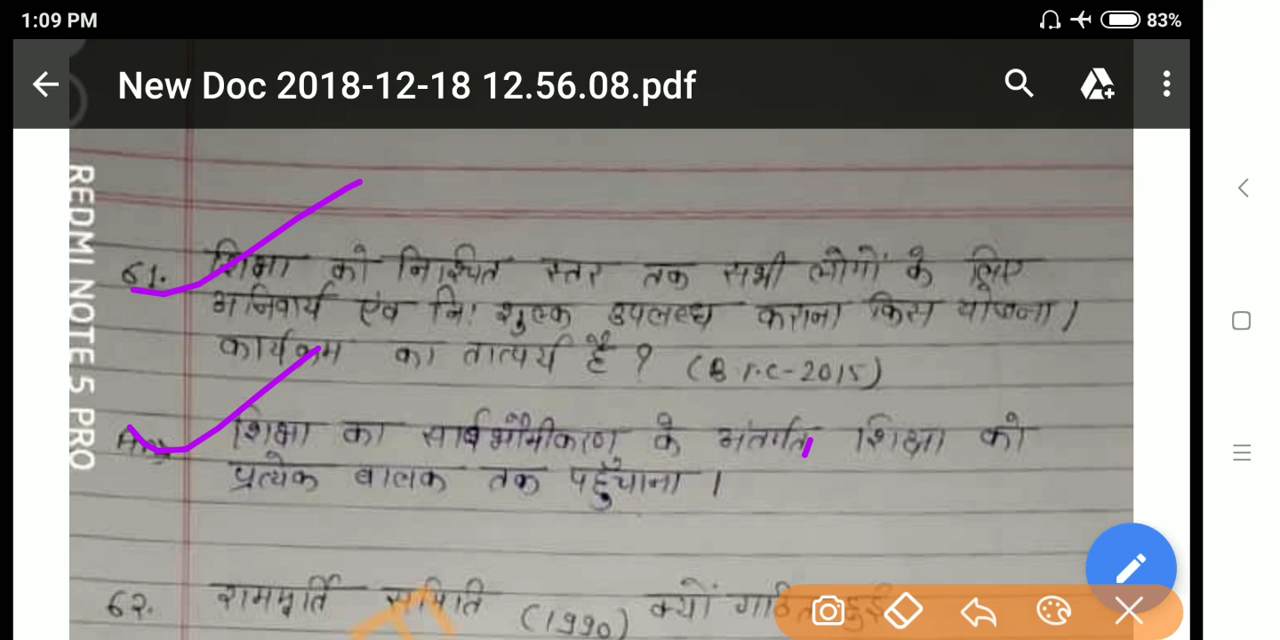 1:09 PM
83%
New Doc 2018-12-18 12.56.08.pdf
REDMI NOTE 5 PRO
61. शिक्षा को निश्चित स्तर तक सभी लोगों के लिए
अनिवार्य एंव नि: शुल्क उपलब्ध कराना किस योजना/
कार्यक्रम का तात्पर्य है ? (B.T.C-2015)
Ans शिक्षा का सार्वभौमीकरण के अंतर्गत शिक्षा को
प्रत्येक बालक तक पहुँचाना ।
62. राममूर्ति समिति (1990) क्यों गठित हुई